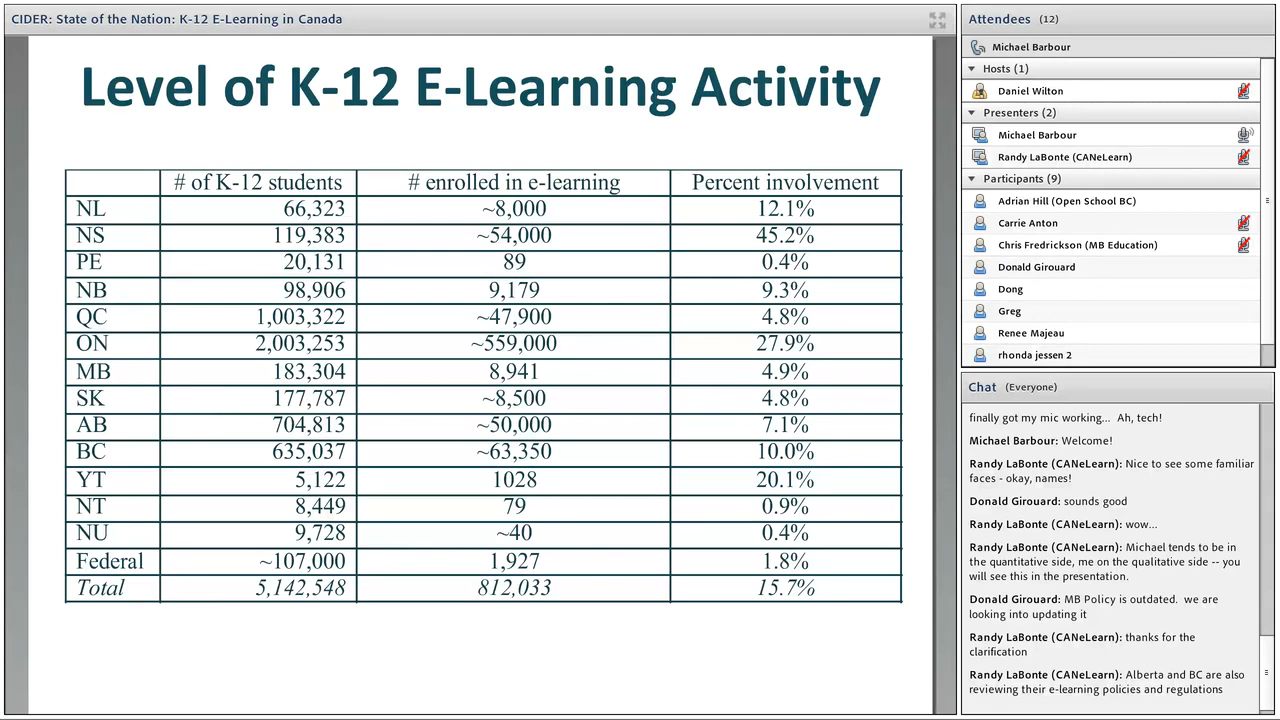 CIDER: State of the Nation: K-12 E-Learning in Canada
Level of K-12 E-Learning Activity
# of K-12 students # enrolled in e-learning Percent involvement
NL 66,323 ~8,000 12.1%
NS 119,383 ~54,000 45.2%
PE 20,131 89 0.4%
NB 98,906 9,179 9.3%
QC 1,003,322 ~47,900 4.8%
ON 2,003,253 ~559,000 27.9%
MB 183,304 8,941 4.9%
SK 177,787 ~8,500 4.8%
AB 704,813 ~50,000 7.1%
BC 635,037 ~63,350 10.0%
YT 5,122 1028 20.1%
NT 8,449 79 0.9%
NU 9,728 ~40 0.4%
Federal ~107,000 1,927 1.8%
Total 5,142,548 812,033 15.7%
Attendees (12)
Michael Barbour
Hosts (1)
Daniel Wilton
Presenters (2)
Michael Barbour
Randy LaBonte (CANeLearn)
Participants (9)
Adrian Hill (Open School BC)
Carrie Anton
Chris Fredrickson (MB Education)
Donald Girouard
Dong
Greg
Renee Majeau
rhonda jessen 2
Chat (Everyone)
finally got my mic working... Ah, tech!
Michael Barbour: Welcome!
Randy LaBonte (CANeLearn): Nice to see some familiar
faces - okay, names!
Donald Girouard: sounds good
Randy LaBonte (CANeLearn): wow...
Randy LaBonte (CANeLearn): Michael tends to be in
the quantitative side, me on the qualitative side -- you
will see this in the presentation.
Donald Girouard: MB Policy is outdated. we are
looking into updating it
Randy LaBonte (CANeLearn): thanks for the
clarification
Randy LaBonte (CANeLearn): Alberta and BC are also
reviewing their e-learning policies and regulations